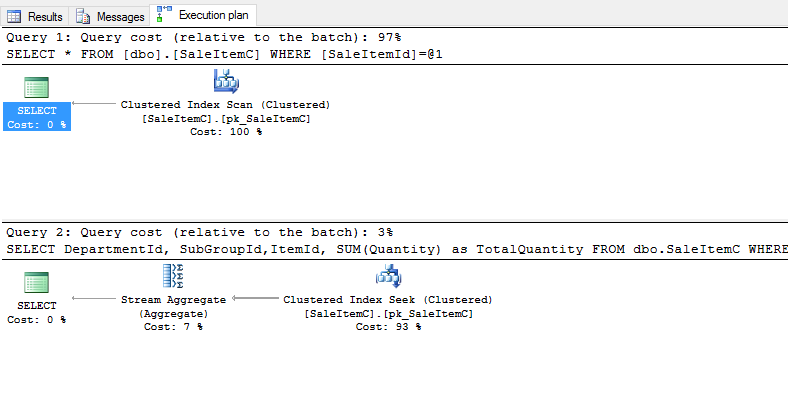 Results Messages Execution plan
Query 1: Query cost (relative to the batch): 97%
SELECT * FROM [dbo].[SaleItemC] WHERE [SaleItemId]=@1
SELECT
Cost: 0 %
Clustered Index Scan (Clustered)
[SaleItemC].[pk_SaleItemC]
Cost: 100 %
Query 2: Query cost (relative to the batch): 3%
SELECT DepartmentId, SubGroupId,ItemId, SUM(Quantity) as TotalQuantity FROM dbo.SaleItemC WHERE
SELECT
Cost: 0 %
Stream Aggregate
(Aggregate)
Cost: 7 %
Clustered Index Seek (Clustered)
[SaleItemC].[pk_SaleItemC]
Cost: 93 %